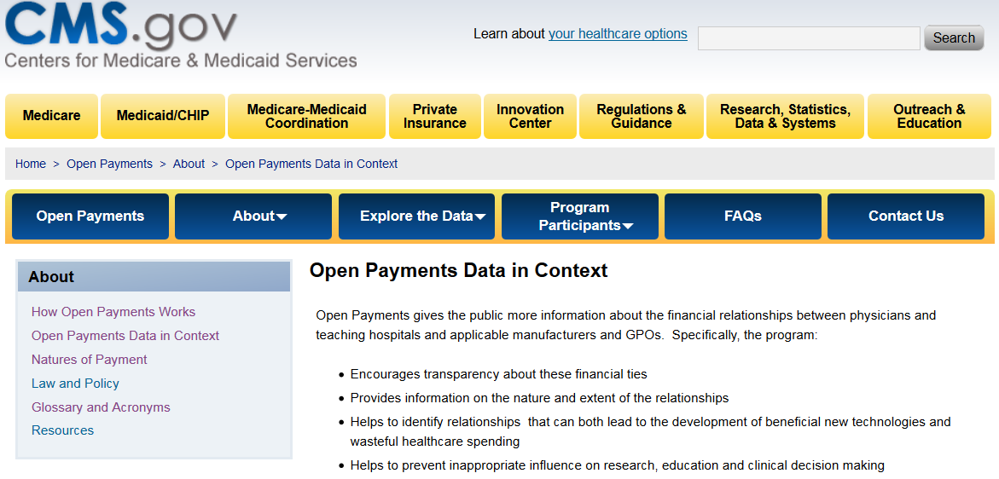 CMS.gov
Centers for Medicare & Medicaid Services
Learn about your healthcare options
Search
Medicare
Medicaid/CHIP
Medicare-Medicaid
Coordination
Private
Insurance
Innovation
Center
Regulations &
Guidance
Research, Statistics,
Data & Systems
Outreach &
Education
Home > Open Payments > About > Open Payments Data in Context
Open Payments
About
Explore the Data
Program
Participants
FAQs
Contact Us
About
How Open Payments Works
Open Payments Data in Context
Natures of Payment
Law and Policy
Glossary and Acronyms
Resources
Open Payments Data in Context
Open Payments gives the public more information about the financial relationships between physicians and
teaching hospitals and applicable manufacturers and GPOs.  Specifically, the program:
• Encourages transparency about these financial ties
• Provides information on the nature and extent of the relationships
• Helps to identify relationships  that can both lead to the development of beneficial new technologies and
wasteful healthcare spending
• Helps to prevent inappropriate influence on research, education and clinical decision making